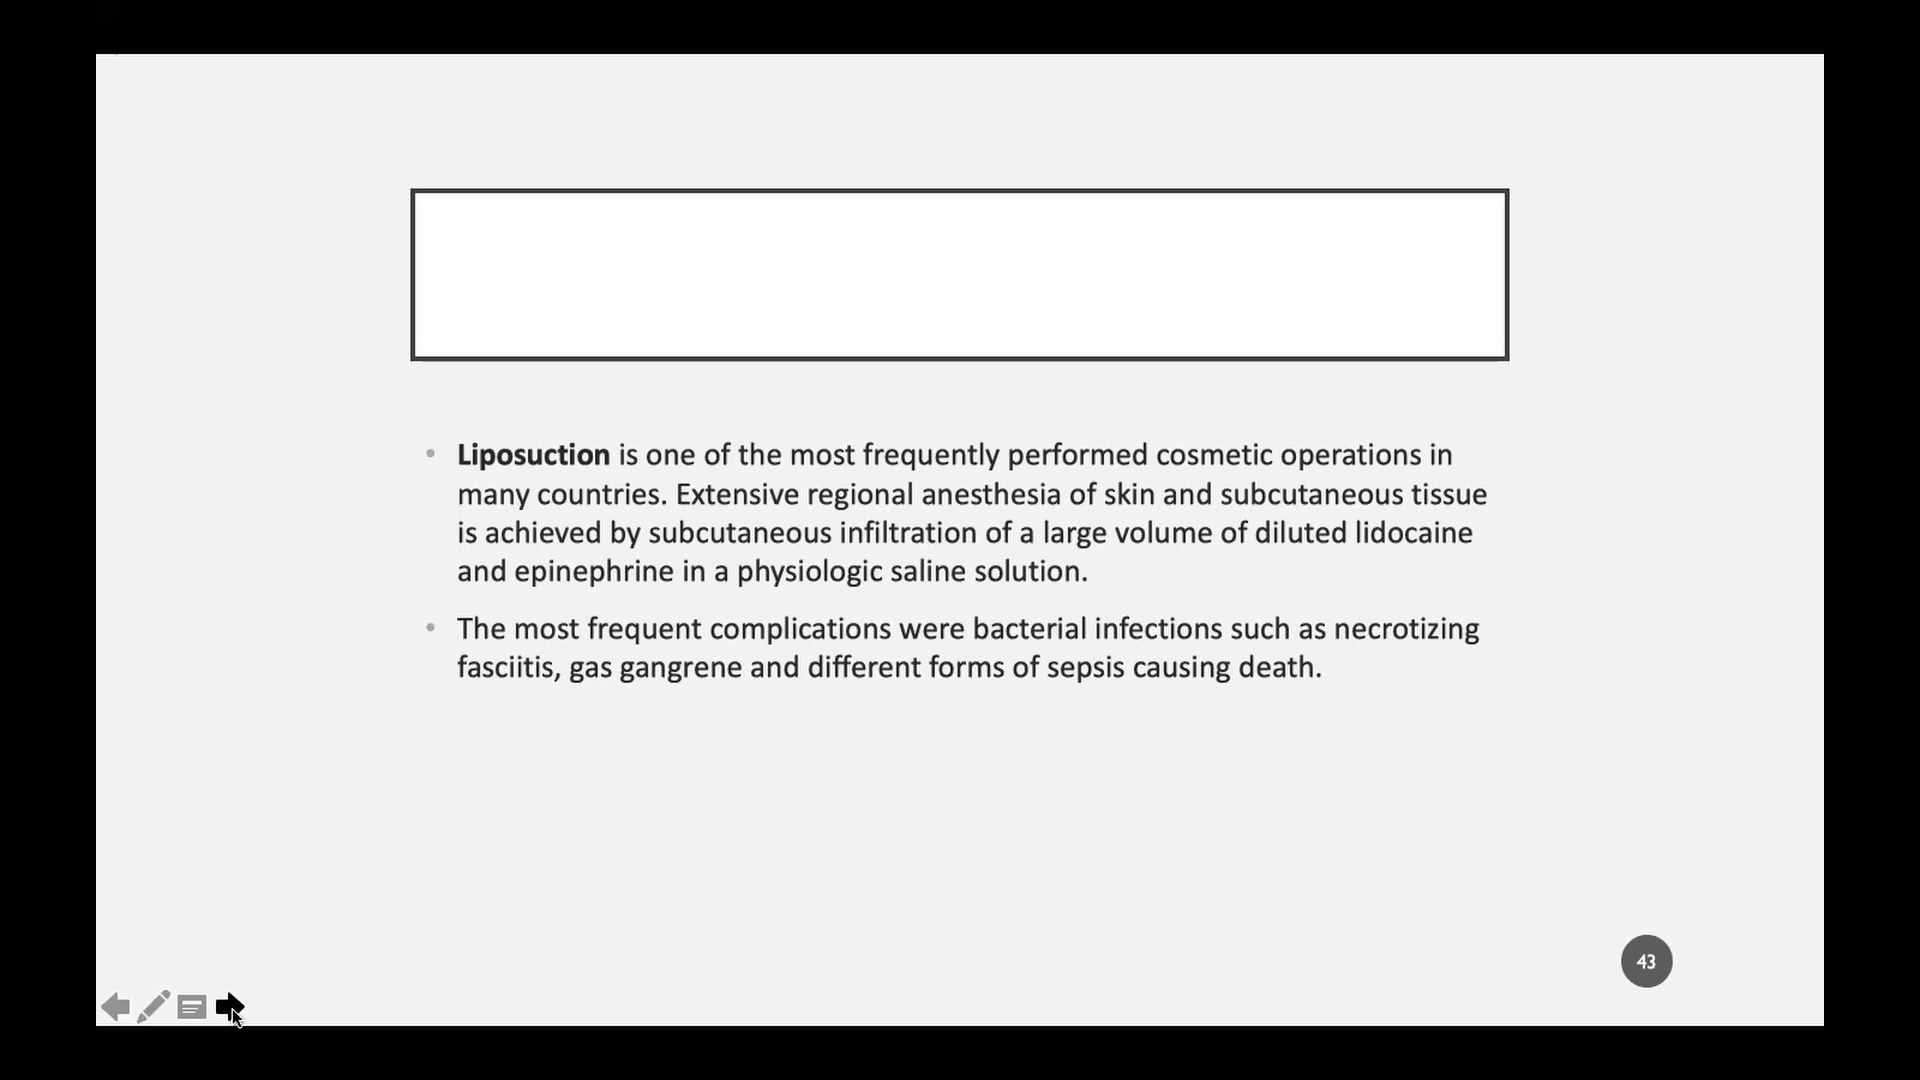 • Liposuction is one of the most frequently performed cosmetic operations in
many countries. Extensive regional anesthesia of skin and subcutaneous tissue
is achieved by subcutaneous infiltration of a large volume of diluted lidocaine
and epinephrine in a physiologic saline solution.
• The most frequent complications were bacterial infections such as necrotizing
fasciitis, gas gangrene and different forms of sepsis causing death.
43